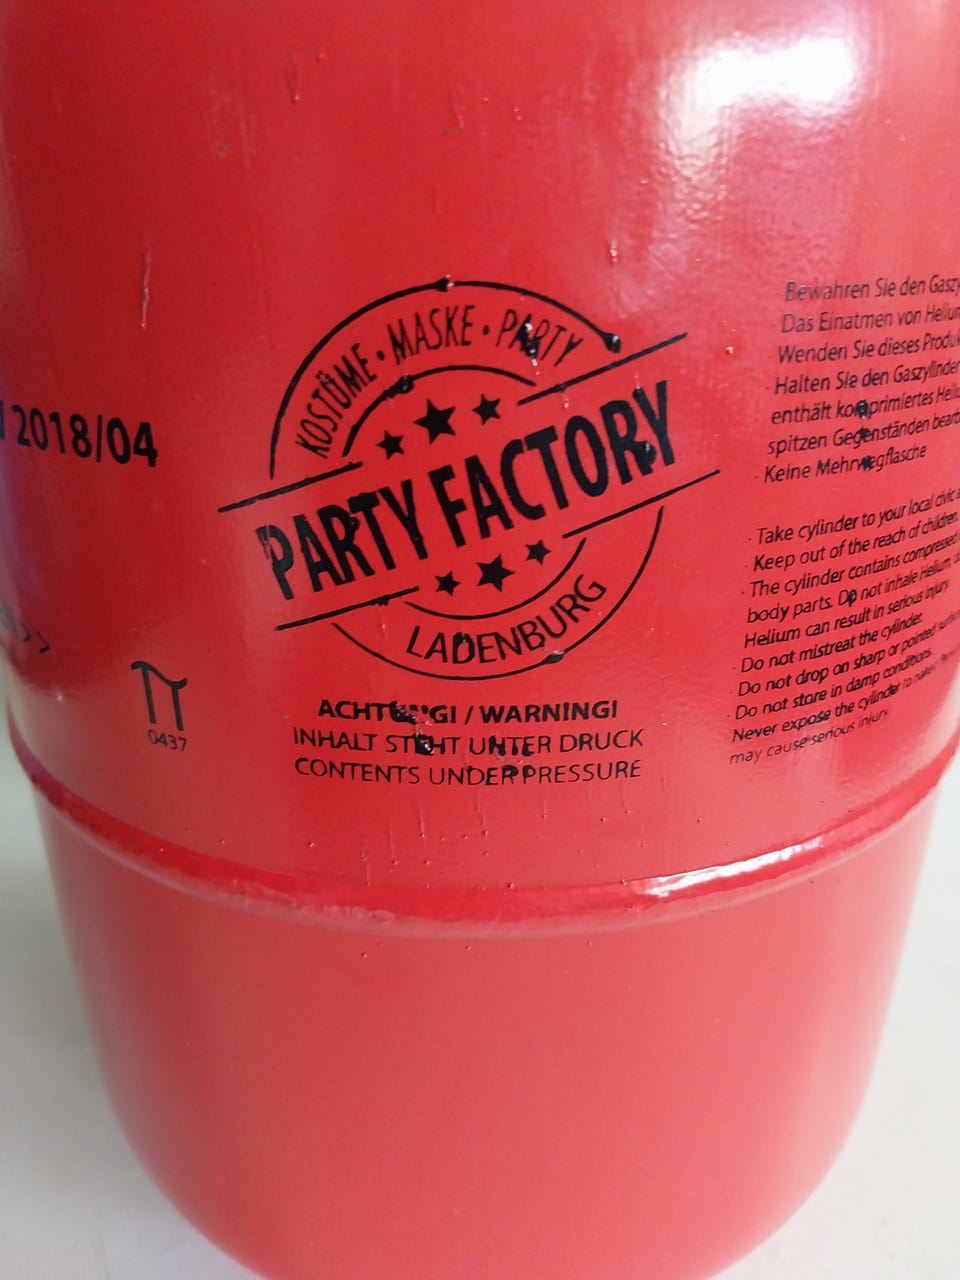 2018/04
π
0437
KOSTÜME • MASKE • PARTY
PARTY FACTORY
LADENBURG
ACHTUNG! / WARNING!
INHALT STEHT UNTER DRUCK
CONTENTS UNDER PRESSURE
Bewahren Sie den
· Das Einatmen von
· Wenden Sie dieses
· Halten Sie den
enthält komprimiertes
spitzen Gegenständen
· Keine Mehrwegflasche
· Take cylinder to your local civic
· Keep out of the reach of children.
· The cylinder contains compressed
body parts. Do not inhale Helium,
Helium can result in serious injury.
· Do not mistreat the cylinder.
· Do not drop on sharp or pointed
· Do not store in damp conditions.
· Never expose the cylinder to naked
may cause serious injury